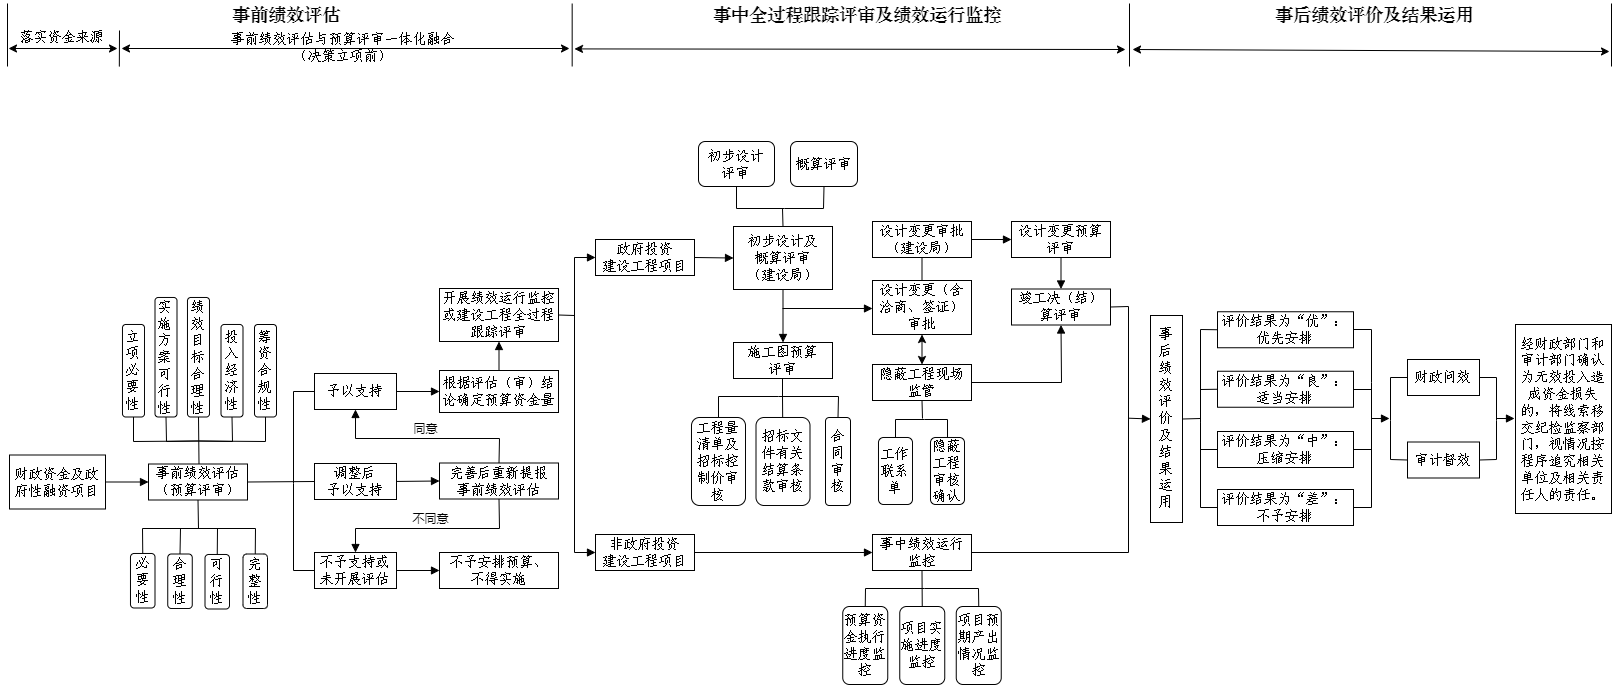 事前绩效评估
事中全过程跟踪评审及绩效运行监控
事后绩效评价及结果运用
落实资金来源
事前绩效评估与预算评审一体化融合
（决策立项前）
财政资金及政
府性融资项目
立项必要性
实施方案可行性
绩效目标合理性
投入经济性
筹资合规性
事前绩效评估
（预算评审）
必要性
合理性
可行性
完整性
予以支持
调整后
予以支持
不予支持或
未开展评估
开展绩效运行监控
或建设工程全过程
跟踪评审
根据评估（审）结
论确定预算资金量
同意
完善后重新提报
事前绩效评估
不同意
不予安排预算、
不得实施
政府投资
建设工程项目
非政府投资
建设工程项目
初步设计
评审
概算评审
初步设计及
概算评审
（建设局）
施工图预算
评审
工程量
清单及
招标控
制价审
核
招标文
件有关
结算条
款审核
合同审核
设计变更审批
（建设局）
设计变更（含
洽商、签证）
审批
隐蔽工程现场
监管
工作
联系
单
隐蔽
工程
审核
确认
设计变更预算
评审
竣工决（结）
算评审
事中绩效运行
监控
预算资
金执行
进度监
控
项目实
施进度
监控
项目预
期产出
情况监
控
事后绩效评价及结果运用
评价结果为“优”：
优先安排
评价结果为“良”：
适当安排
评价结果为“中”：
压缩安排
评价结果为“差”：
不予安排
财政问效
审计督效
经财政部门和
审计部门确认
为无效投入造
成资金损失
的，将线索移
交纪检监察部
门，视情况按
程序追究相关
单位及相关责
任人的责任。